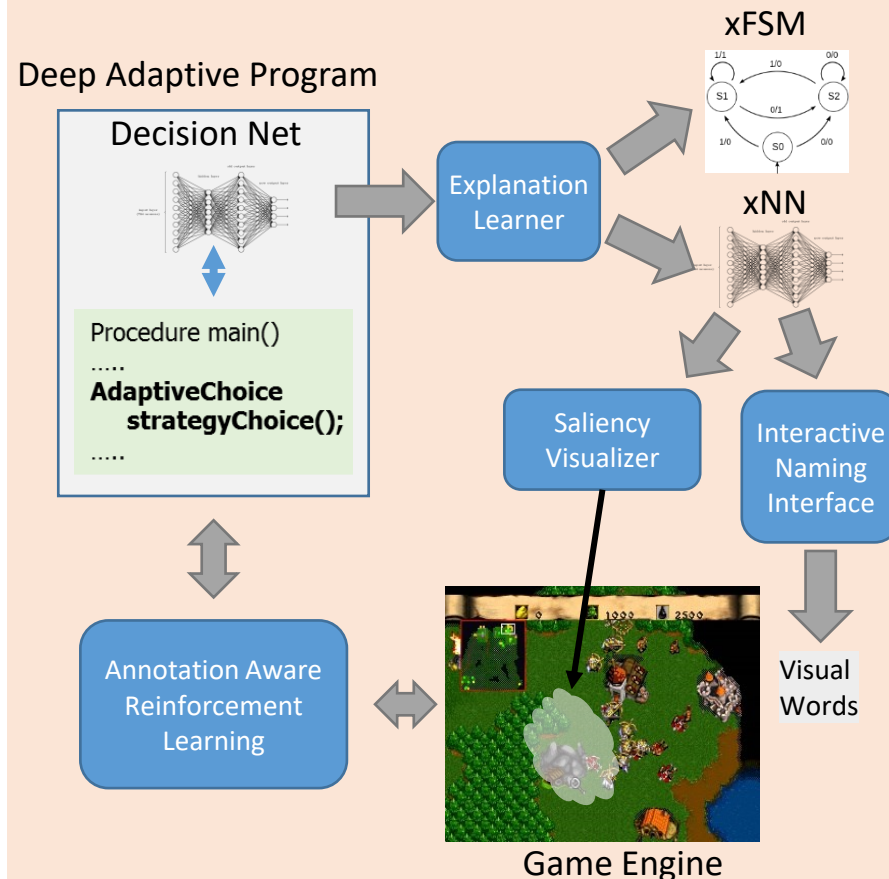 xFSM
1/1
0/0
1/0
S1
S2
0/1
1/0
0/0
S0
Deep Adaptive Program
Decision Net
Explanation
Learner
xNN
Procedure main()
…..
AdaptiveChoice
strategyChoice();
…..
Saliency
Visualizer
Interactive
Naming
Interface
Annotation Aware
Reinforcement
Learning
0
1000
2500
Visual
Words
Game Engine